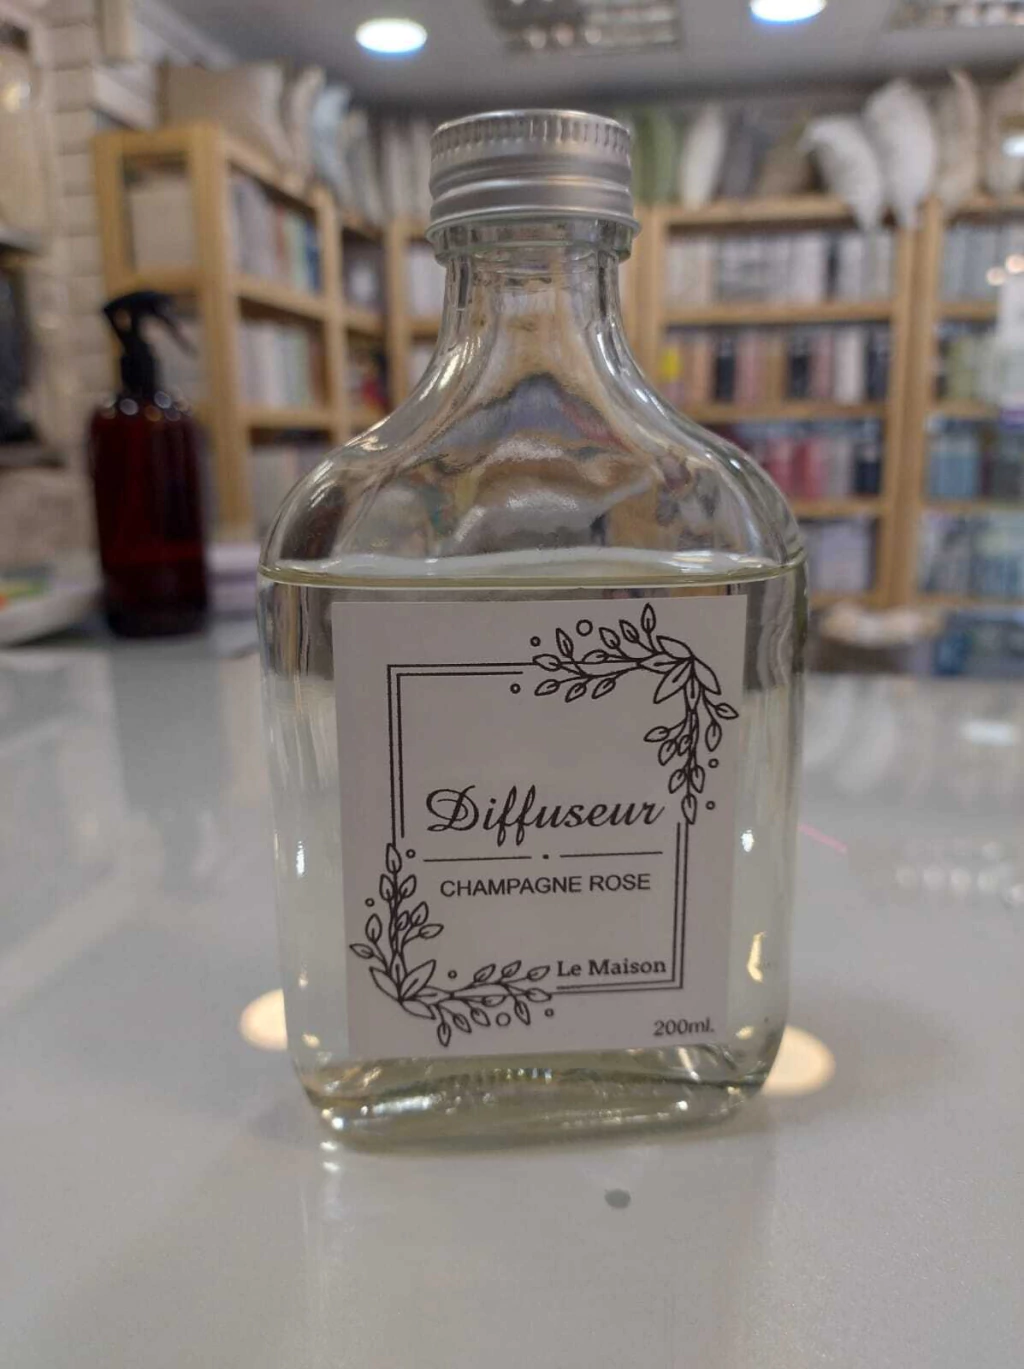 Diffuseur
CHAMPAGNE ROSE
Le Maison
200ml.